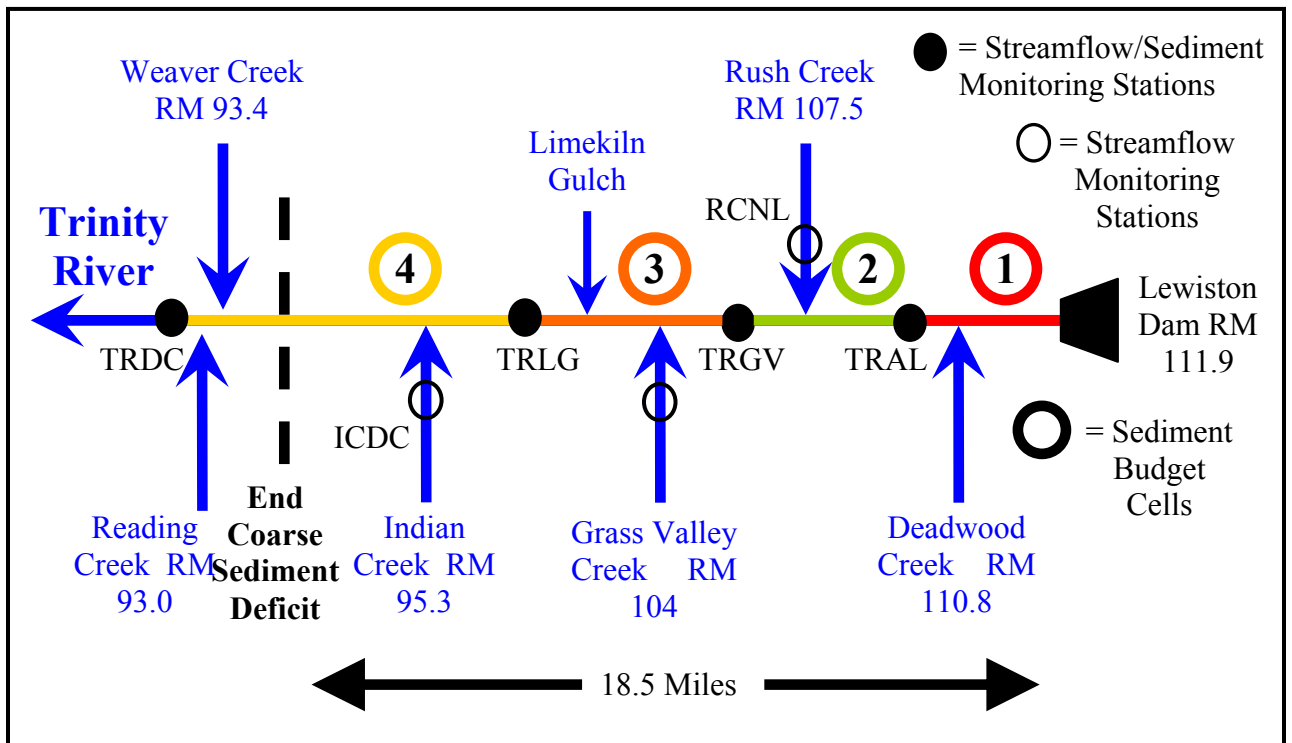 Weaver Creek
RM 93.4
Rush Creek
RM 107.5
= Streamflow/Sediment
Monitoring Stations
Limekiln
Gulch
= Streamflow
Monitoring
Stations
RCNL
Trinity
River
4
3
2
1
Lewiston
Dam RM
111.9
TRDC
TRLG
TRGV
TRAL
ICDC
= Sediment
Budget
Cells
End
Coarse
Sediment
Deficit
Reading
Creek RM
93.0
Indian
Creek RM
95.3
Grass Valley
Creek RM
104
Deadwood
Creek RM
110.8
18.5 Miles